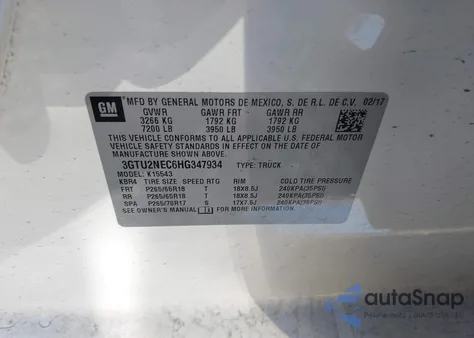 GM
MFD BY GENERAL MOTORS DE MEXICO, S. DE R.L. DE C.V. 02/17
GVWR GAWR FRT GAWR RR
3266 KG 1792 KG 1792 KG
7200 LB 3950 LB 3950 LB
THIS VEHICLE CONFORMS TO ALL APPLICABLE U.S. FEDERAL MOTOR
VEHICLE SAFETY STANDARDS IN EFFECT ON THE DATE OF
MANUFACTURE SHOWN ABOVE.
3GTU2NEC6HG347934 TYPE: TRUCK
MODEL: K15543
KBR4 TIRE SIZE SPEED RTG RIM COLD TIRE PRESSURE
FRT P265/65R18 T 18X8.5J 240KPA(35PSI)
RR P265/65R18 T 18X8.5J 240KPA(35PSI)
SPA P265/70R17 S 17X7.5J 240KPA(35PSI)
SEE OWNER'S MANUAL FOR MORE INFORMATION.
autoSnap